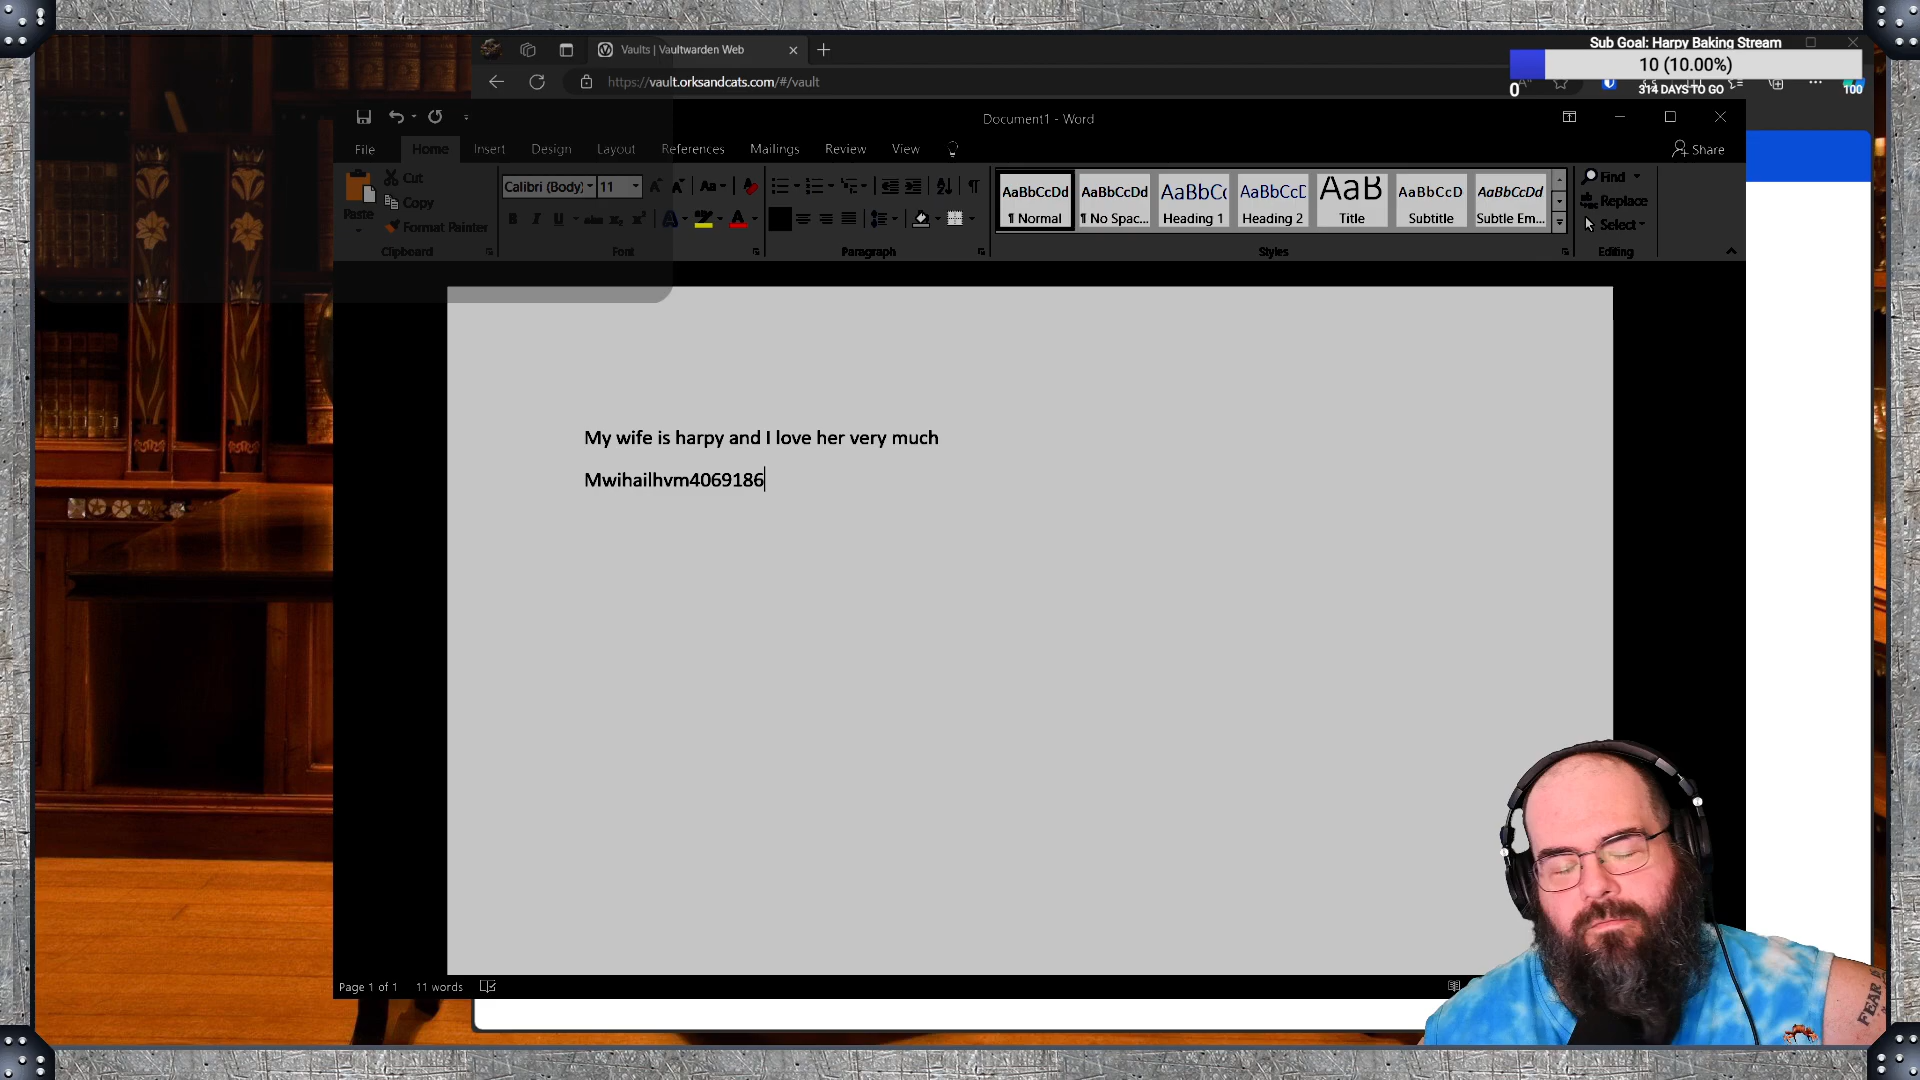 Sub Goal: Harpy Baking Stream
10 (10.00%)
0
314 DAYS TO GO
100
Vaults | Vaultwarden Web
https://vault.orksandcats.com/#/vault
Document1 - Word
File
Home
Insert
Design
Layout
References
Mailings
Review
View
Share
Paste
Cut
Copy
Format Painter
Clipboard
Calibri (Body)
11
Font
Paragraph
AaBbCcDd
¶ Normal
AaBbCcDd
¶ No Spac...
AaBbC
Heading 1
AaBbCc
Heading 2
AaB
Title
AaBbCcD
Subtitle
AaBbCcDd
Subtle Em...
Styles
Find
Replace
Select
Editing
My wife is harpy and I love her very much
Mwihailhvm4069186
Page 1 of 1
11 words
FEAR